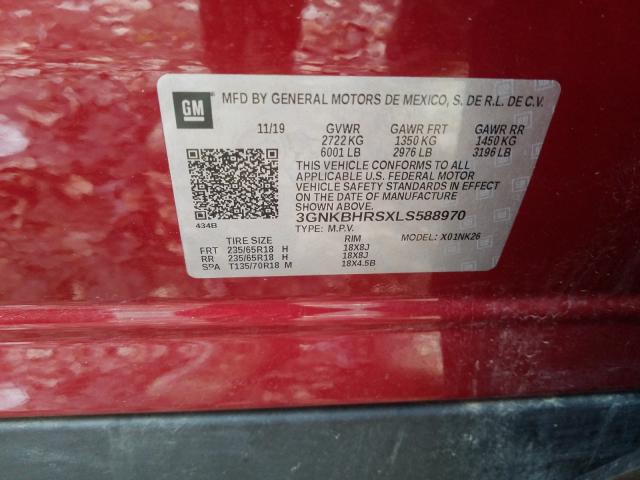 GM
MFD BY GENERAL MOTORS DE MEXICO, S. DE R.L. DE C.V.
11/19 GVWR GAWR FRT GAWR RR
2722 KG 1350 KG 1450 KG
6001 LB 2976 LB 3196 LB
THIS VEHICLE CONFORMS TO ALL
APPLICABLE U.S. FEDERAL MOTOR
VEHICLE SAFETY STANDARDS IN EFFECT
ON THE DATE OF MANUFACTURE
SHOWN ABOVE.
3GNKBHRSXLS588970
434B TYPE: M.P.V. MODEL: X01NK26
TIRE SIZE RIM
FRT 235/65R18 H 18X8J
RR 235/65R18 H 18X8J
SPA T135/70R18 M 18X4.5B